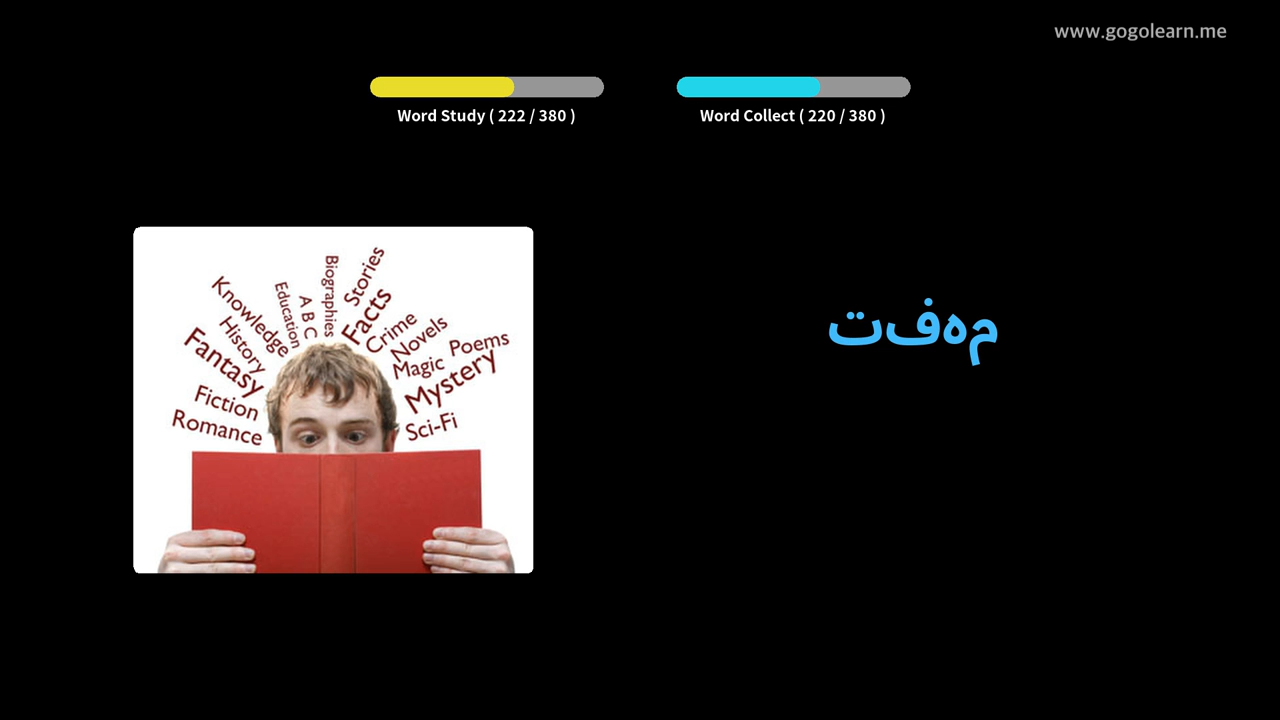 www.gogolearn.me
Word Study ( 222 / 380 )
Word Collect ( 220 / 380 )
Biographies
Stories
Education
A B C
Facts
Knowledge
History
Crime
Novels
Poems
Fantasy
Magic
Mystery
Fiction
Romance
Sci-Fi
مهفت